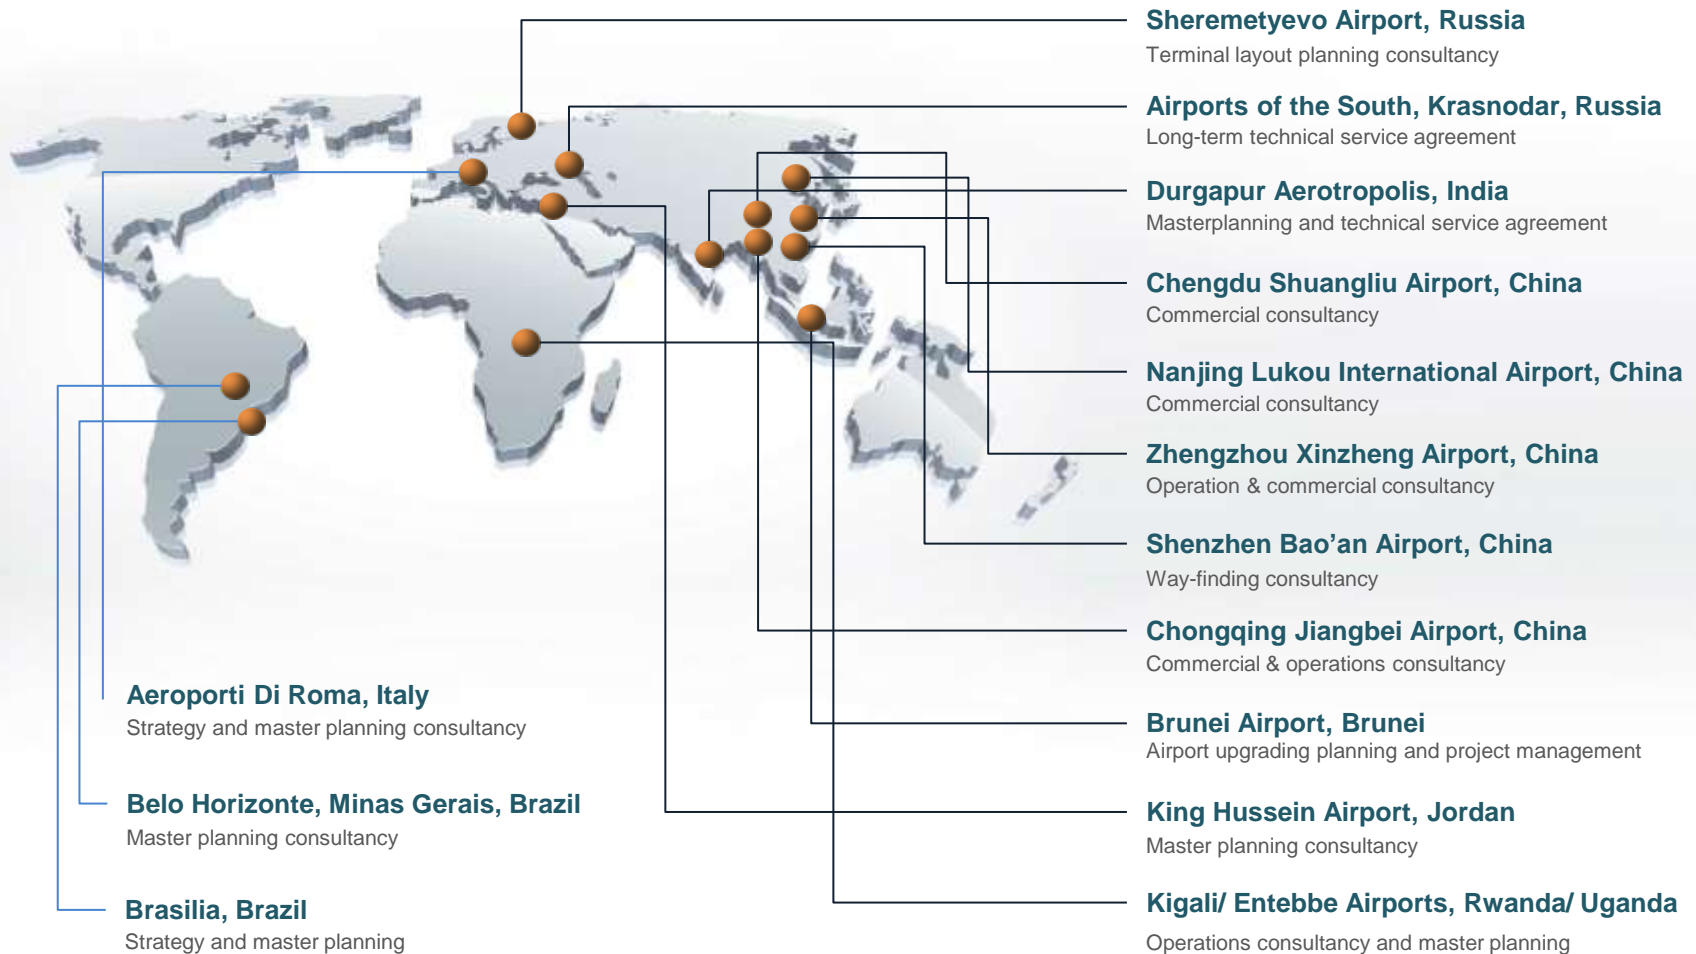 Sheremetyevo Airport, Russia
Terminal layout planning consultancy
Airports of the South, Krasnodar, Russia
Long-term technical service agreement
Durgapur Aerotropolis, India
Masterplanning and technical service agreement
Chengdu Shuangliu Airport, China
Commercial consultancy
Nanjing Lukou International Airport, China
Commercial consultancy
Zhengzhou Xinzheng Airport, China
Operation & commercial consultancy
Shenzhen Bao’an Airport, China
Way-finding consultancy
Chongqing Jiangbei Airport, China
Commercial & operations consultancy
Brunei Airport, Brunei
Airport upgrading planning and project management
King Hussein Airport, Jordan
Master planning consultancy
Kigali/ Entebbe Airports, Rwanda/ Uganda
Operations consultancy and master planning
Aeroporti Di Roma, Italy
Strategy and master planning consultancy
Belo Horizonte, Minas Gerais, Brazil
Master planning consultancy
Brasilia, Brazil
Strategy and master planning